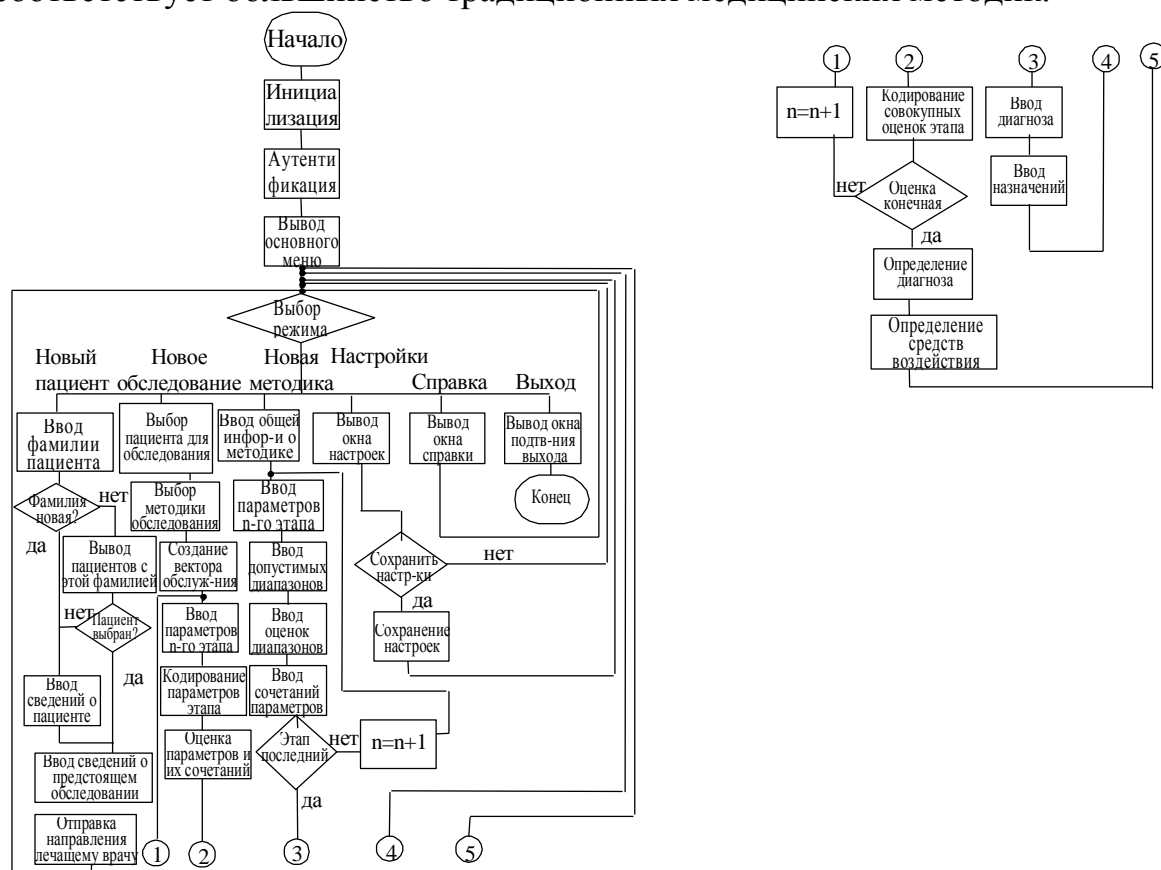 соответствует большинство традиционных медицинских методик.
Начало
Инициа
лизация
Аутенти
фикация
Вывод
основного
меню
Выбор
режима
Новый
пациент
Новое
обследование
Новая
методика
Настройки
Справка
Выход
Ввод
фамилии
пациента
Фамилия
новая?
нет
да
Вывод
пациентов с
этой фамилией
нет
Пациент
выбран?
да
Ввод
сведений о
пациенте
Ввод сведений о
предстоящем
обследовании
Отправка
направления
лечащему врачу
Выбор
пациента для
обследования
Выбор
методики
обследования
Создание
вектора
обслуж-ния
Ввод
параметров
n-го этапа
Кодирование
параметров
этапа
Оценка
параметров и
их сочетаний
1
2
Ввод общей
инфор-и о
методике
Ввод
параметров
n-го этапа
Ввод
допустимых
диапазонов
Ввод
оценок
диапазонов
Ввод
сочетаний
параметров
Этап
последний
нет
n=n+1
да
3
Вывод
окна
настроек
Сохранить
настр-ки
нет
да
Сохранение
настроек
Вывод
окна
справки
Вывод окна
подтв-ния
выхода
Конец
4
5
1
2
3
4
5
n=n+1
Кодирование
совокупных
оценок этапа
нет
Оценка
конечная
да
Определение
диагноза
Определение
средств
воздействия
Ввод
диагноза
Ввод
назначений